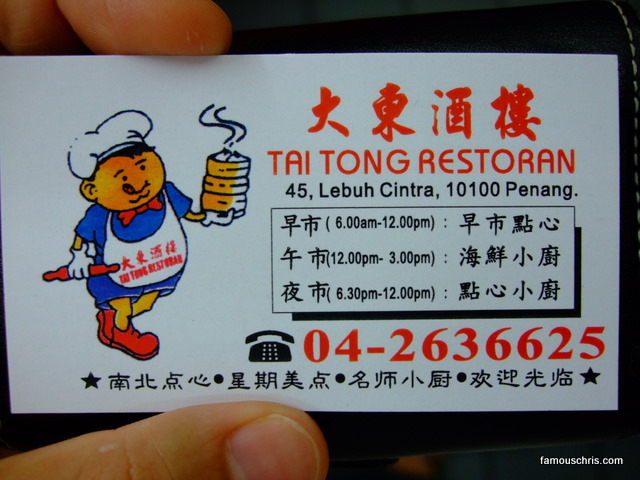 大東酒樓
TAI TONG RESTORAN
45, Lebuh Cintra, 10100 Penang.
早市 ( 6.00am-12.00pm) : 早市點心
午市 (12.00pm- 3.00pm) : 海鮮小廚
夜市 ( 6.30pm-12.00pm) : 點心小廚
04-2636625
★南北点心●星期美点●名师小厨●欢迎光临★
大東酒樓
TAI TONG RESTORAN
famouschris.com